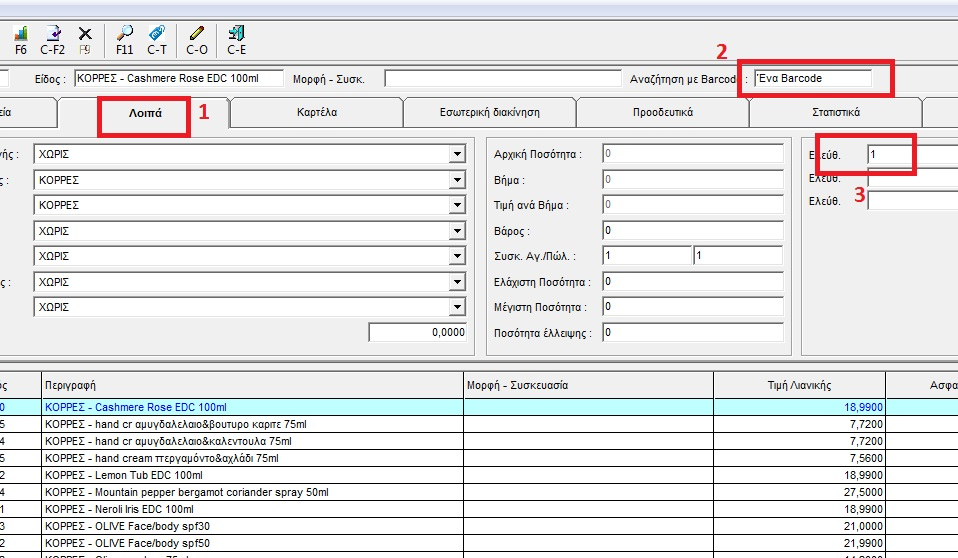 F6 C-F2 F9 F11 C-T C-O C-E
2
Είδος : ΚΟΡΡΕΣ - Cashmere Rose EDC 100ml Μορφή - Συσκ. Αναζήτηση με Barcode : Ένα Barcode
εία Λοιπά 1 Καρτέλα Εσωτερική διακίνηση Προοδευτικά Στατιστικά
γής : ΧΩΡΙΣ Αρχική Ποσότητα : 0 Ελεύθ. 1
ς : ΚΟΡΡΕΣ Βήμα : 0 Ελεύθ.
ΚΟΡΡΕΣ Τιμή ανά Βήμα : 0 Ελεύθ. 3
ΧΩΡΙΣ Βάρος : 0
ΧΩΡΙΣ Συσκ. Αγ./Πώλ. : 1 1
ς : ΧΩΡΙΣ Ελάχιστη Ποσότητα : 0
ΧΩΡΙΣ Μέγιστη Ποσότητα : 0
0,0000 Ποσότητα έλλειψης : 0
ός Περιγραφή Μορφή - Συσκευασία Τιμή Λιανικής Ασφα
0 ΚΟΡΡΕΣ - Cashmere Rose EDC 100ml 18,9900
5 ΚΟΡΡΕΣ - hand cr αμυγδαλελαιο&βουτυρο καριτε 75ml 7,7200
4 ΚΟΡΡΕΣ - hand cr αμυγδαλελαιο&καλεντουλα 75ml 7,7200
5 ΚΟΡΡΕΣ - hand cream περγαμόντο&αχλάδι 75ml 7,5600
2 ΚΟΡΡΕΣ - Lemon Tub EDC 100ml 18,9900
4 ΚΟΡΡΕΣ - Mountain pepper bergamot coriander spray 50ml 27,5000
1 ΚΟΡΡΕΣ - Neroli Iris EDC 100ml 18,9900
3 ΚΟΡΡΕΣ - OLIVE Face/body spf30 21,0000
2 ΚΟΡΡΕΣ - OLIVE Face/body spf50 21,9900